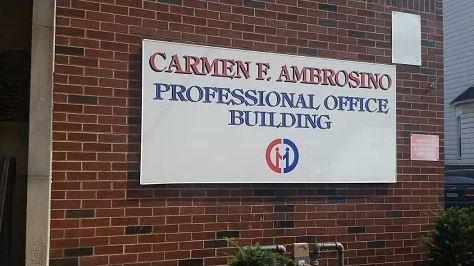 CARMEN F. AMBROSINO
PROFESSIONAL OFFICE
BUILDING